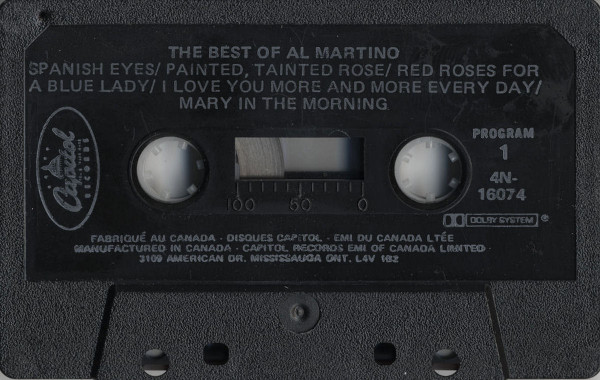 THE BEST OF AL MARTINO
SPANISH EYES/ PAINTED, TAINTED ROSE/ RED ROSES FOR
A BLUE LADY/ I LOVE YOU MORE AND MORE EVERY DAY/
MARY IN THE MORNING
Capitol
RECORDS
PROGRAM
1
4N-
16074
100 50 0
DOLBY SYSTEM ®
FABRIQUÉ AU CANADA · DISQUES CAPITOL - EMI DU CANADA LTÉE
MANUFACTURED IN CANADA · CAPITOL RECORDS EMI OF CANADA LIMITED
3109 AMERICAN DR. MISSISSAUGA ONT. L4V 1B2